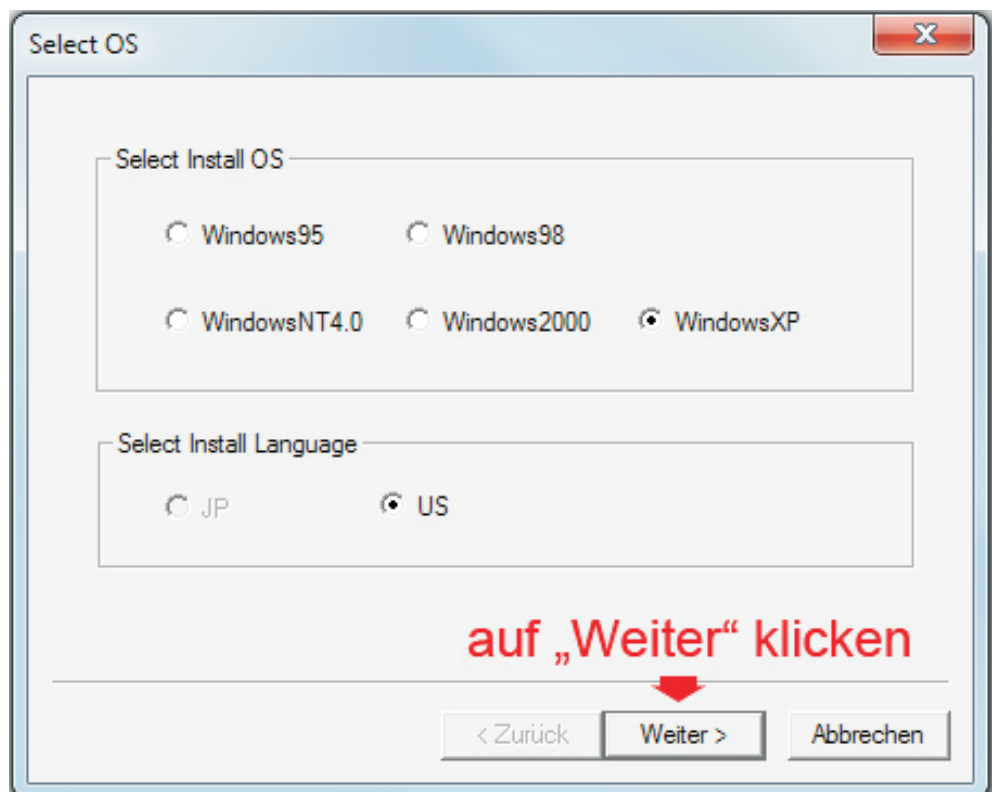 Select OS
Select Install OS
Windows95 Windows98
WindowsNT4.0 Windows2000 WindowsXP
Select Install Language
JP US
auf „Weiter“ klicken
< Zurück Weiter > Abbrechen